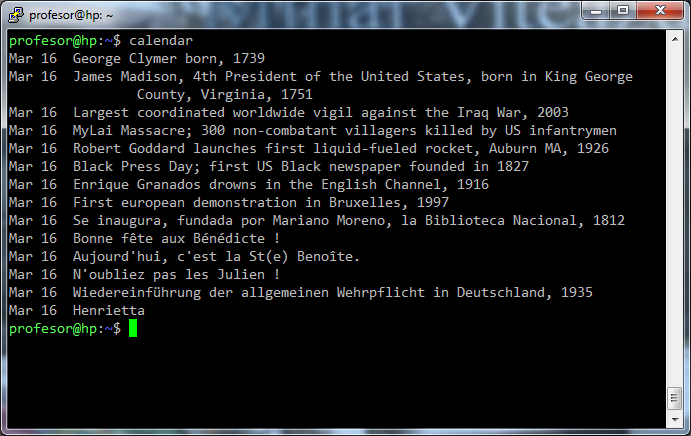 profesor@hp: ~
profesor@hp:~$ calendar
Mar 16  George Clymer born, 1739
Mar 16  James Madison, 4th President of the United States, born in King George
County, Virginia, 1751
Mar 16  Largest coordinated worldwide vigil against the Iraq War, 2003
Mar 16  MyLai Massacre; 300 non-combatant villagers killed by US infantrymen
Mar 16  Robert Goddard launches first liquid-fueled rocket, Auburn MA, 1926
Mar 16  Black Press Day; first US Black newspaper founded in 1827
Mar 16  Enrique Granados drowns in the English Channel, 1916
Mar 16  First european demonstration in Bruxelles, 1997
Mar 16  Se inaugura, fundada por Mariano Moreno, la Biblioteca Nacional, 1812
Mar 16  Bonne fête aux Bénédicte !
Mar 16  Aujourd'hui, c'est la St(e) Benoîte.
Mar 16  N'oubliez pas les Julien !
Mar 16  Wiedereinführung der allgemeinen Wehrpflicht in Deutschland, 1935
Mar 16  Henrietta
profesor@hp:~$